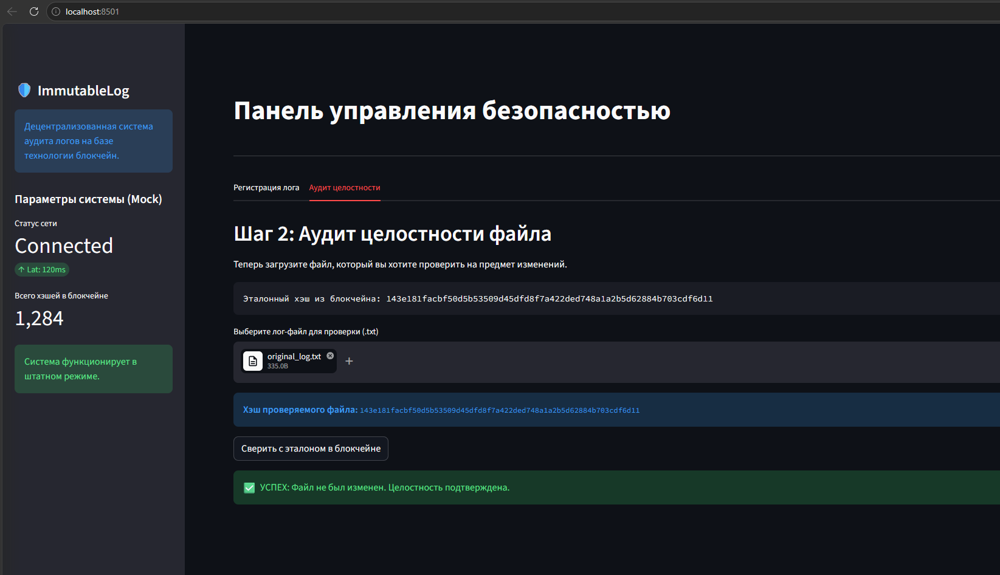 localhost:8501
ImmutableLog
Децентрализованная система
аудита логов на базе
технологии блокчейн.
Параметры системы (Mock)
Статус сети
Connected
↑ Lat: 120ms
Всего хэшей в блокчейне
1,284
Система функционирует в
штатном режиме.
Панель управления безопасностью
Регистрация лога
Аудит целостности
Шаг 2: Аудит целостности файла
Теперь загрузите файл, который вы хотите проверить на предмет изменений.
Эталонный хэш из блокчейна: 143e181facbf50d5b53509d45dfd8f7a422ded748a1a2b5d62884b703cdf6d11
Выберите лог-файл для проверки (.txt)
original_log.txt
335.0B
Хэш проверяемого файла: 143e181facbf50d5b53509d45dfd8f7a422ded748a1a2b5d62884b703cdf6d11
Сверить с эталоном в блокчейне
✅ УСПЕХ: Файл не был изменен. Целостность подтверждена.